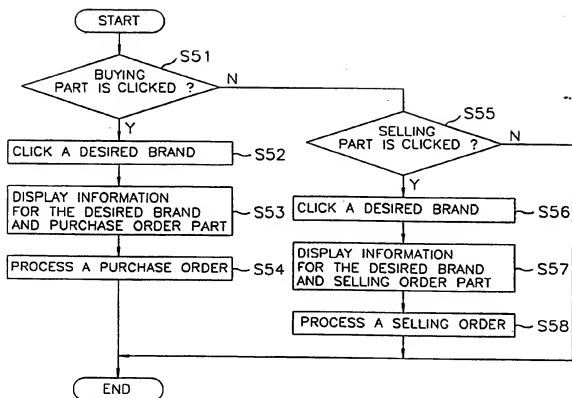 START
S51
BUYING
PART IS CLICKED ?
N
Y
S55
SELLING
PART IS CLICKED ?
N
Y
CLICK A DESIRED BRAND
S52
DISPLAY INFORMATION
FOR THE DESIRED BRAND
AND PURCHASE ORDER PART
S53
PROCESS A PURCHASE ORDER
S54
CLICK A DESIRED BRAND
S56
DISPLAY INFORMATION
FOR THE DESIRED BRAND
AND SELLING ORDER PART
S57
PROCESS A SELLING ORDER
S58
END